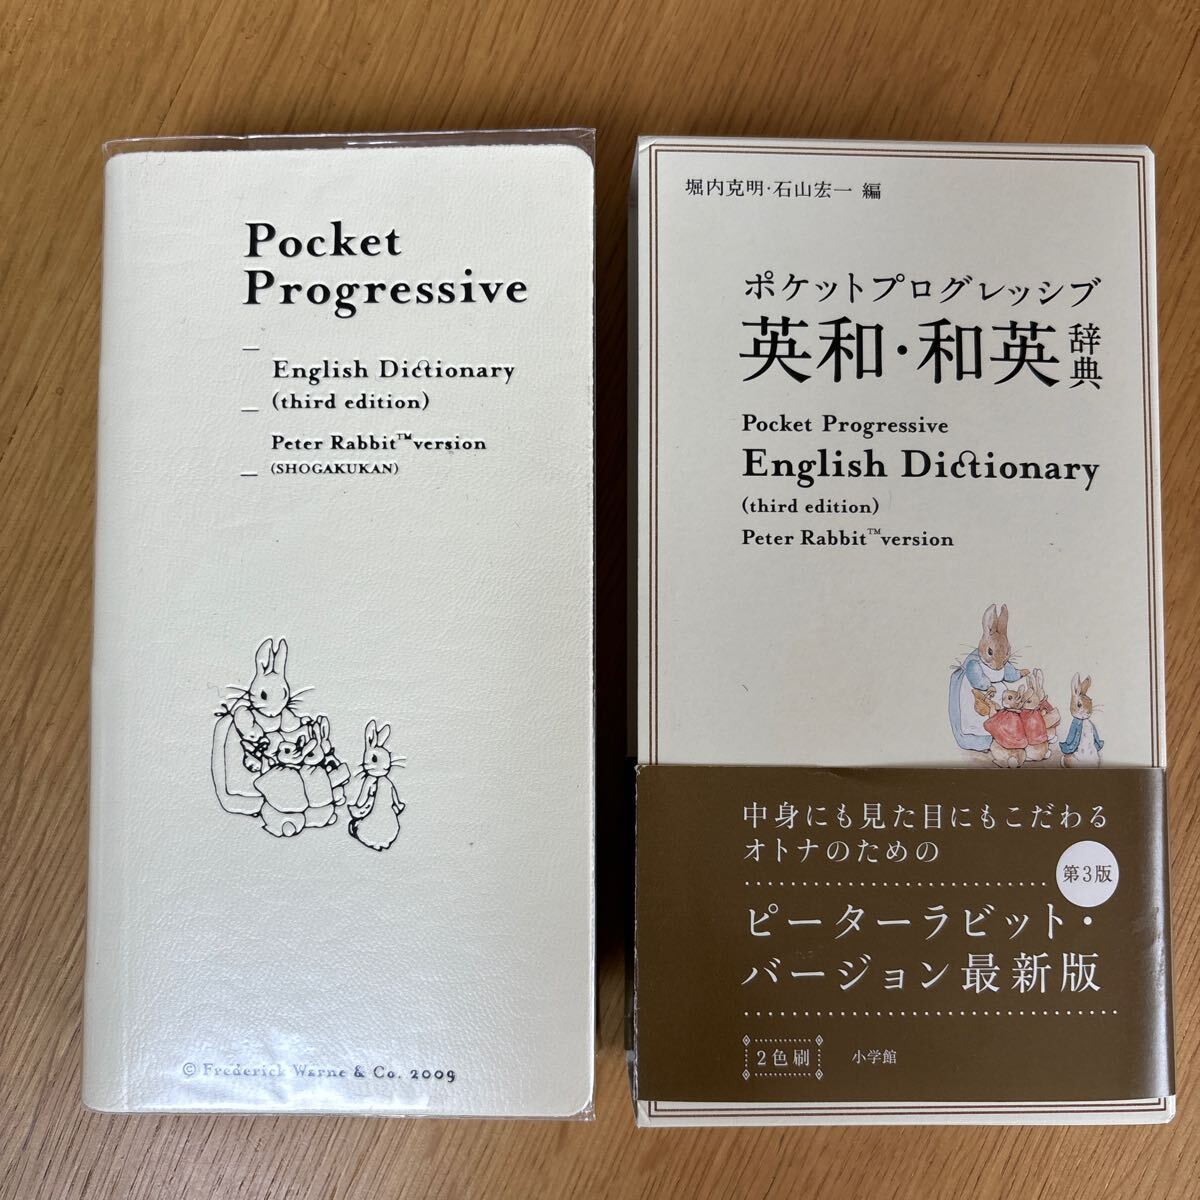 Pocket
Progressive
English Dictionary
(third edition)
Peter Rabbit™version
(SHOGAKUKAN)
© Frederick Warne & Co. 2009
堀内克明・石山宏一 編
ポケットプログレッシブ
英和・和英辞典
Pocket Progressive
English Dictionary
(third edition)
Peter Rabbit™version
中身にも見た目にもこだわる
オトナのための
第3版
ピーターラビット・
バージョン最新版
2色刷
小学館